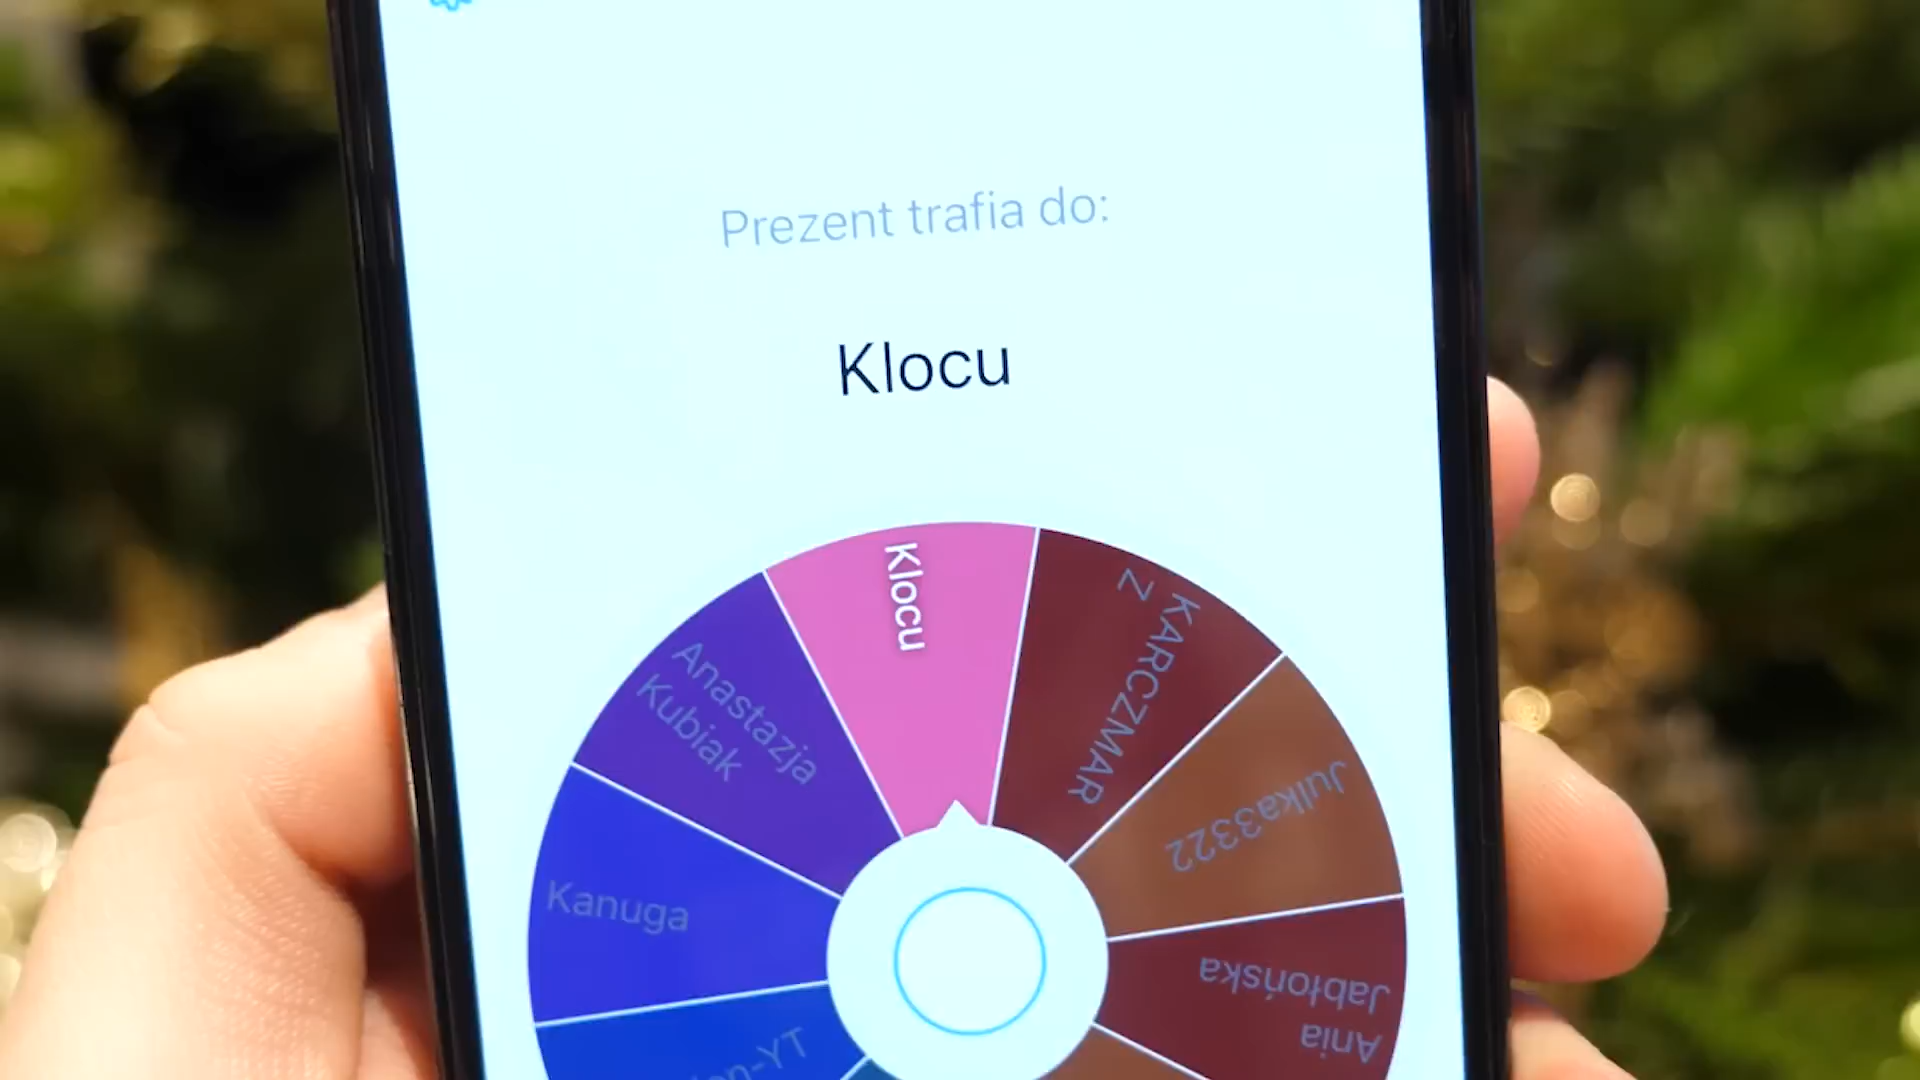 Prezent trafia do:
Klocu
Klocu
KARCZMAR
Z
Julka3322
Ania
Jabłońska
Anastazja
Kubiak
Kanuga